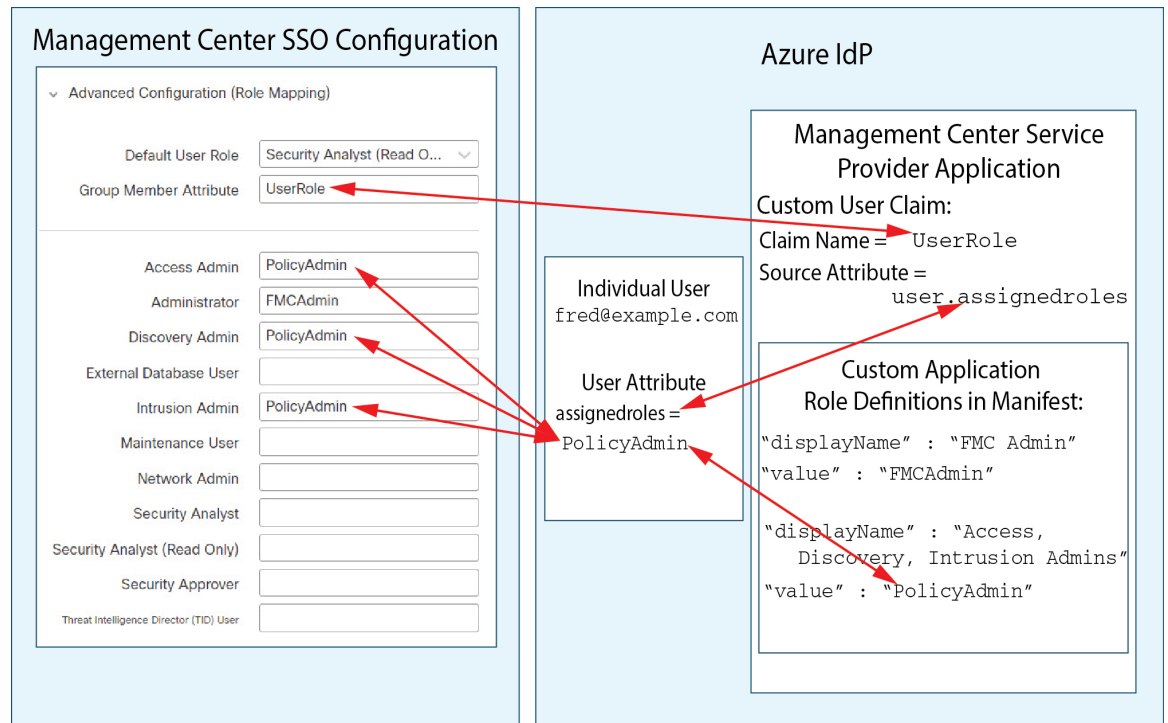 Management Center SSO Configuration
Advanced Configuration (Role Mapping)
Default User Role Security Analyst (Read O...
Group Member Attribute UserRole
Access Admin PolicyAdmin
Administrator FMCAdmin
Discovery Admin PolicyAdmin
External Database User
Intrusion Admin PolicyAdmin
Maintenance User
Network Admin
Security Analyst
Security Analyst (Read Only)
Security Approver
Threat Intelligence Director (TID) User
Azure IdP
Individual User
fred@example.com
User Attribute
assignedroles =
PolicyAdmin
Management Center Service
Provider Application
Custom User Claim:
Claim Name = UserRole
Source Attribute =
user.assignedroles
Custom Application
Role Definitions in Manifest:
“displayName” : “FMC Admin”
“value” : “FMCAdmin”
“displayName” : “Access,
Discovery, Intrusion Admins”
“value” : “PolicyAdmin”